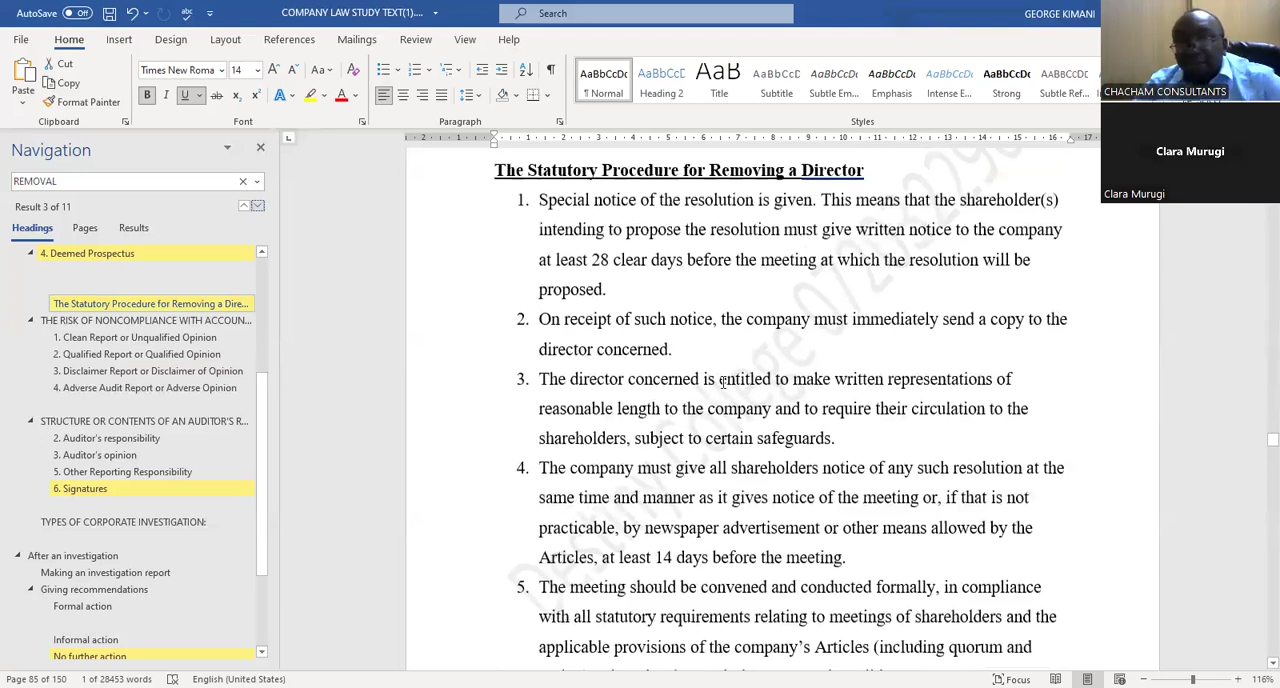 AutoSave Off COMPANY LAW STUDY TEXT(1).... Search GEORGE KIMANI
File Home Insert Design Layout References Mailings Review View Help
Paste Cut Copy Format Painter
Times New Roma 14
Clipboard Font Paragraph Styles
AaBbCcDc AaBbCcDc AaB AaBbCcDc AaBbCcDc AaBbCcDc AaBbCcDc AaBbCcDc AaBbCcDc
¶ Normal Heading 2 Title Subtitle Subtle Em... Emphasis Intense E... Strong Subtle Ref...
CHACHAM CONSULTANTS
Clara Murugi
Clara Murugi
Navigation
REMOVAL
Result 3 of 11
Headings Pages Results
4. Deemed Prospectus
The Statutory Procedure for Removing a Dire...
THE RISK OF NONCOMPLIANCE WITH ACCOUN...
1. Clean Report or Unqualified Opinion
2. Qualified Report or Qualified Opinion
3. Disclaimer Report or Disclaimer of Opinion
4. Adverse Audit Report or Adverse Opinion
STRUCTURE OR CONTENTS OF AN AUDITOR'S R...
2. Auditor's responsibility
3. Auditor's opinion
5. Other Reporting Responsibility
6. Signatures
TYPES OF CORPORATE INVESTIGATION:
After an investigation
Making an investigation report
Giving recommendations
Formal action
Informal action
No further action
The Statutory Procedure for Removing a Director
1. Special notice of the resolution is given. This means that the shareholder(s)
intending to propose the resolution must give written notice to the company
at least 28 clear days before the meeting at which the resolution will be
proposed.
2. On receipt of such notice, the company must immediately send a copy to the
director concerned.
3. The director concerned is entitled to make written representations of
reasonable length to the company and to require their circulation to the
shareholders, subject to certain safeguards.
4. The company must give all shareholders notice of any such resolution at the
same time and manner as it gives notice of the meeting or, if that is not
practicable, by newspaper advertisement or other means allowed by the
Articles, at least 14 days before the meeting.
5. The meeting should be convened and conducted formally, in compliance
with all statutory requirements relating to meetings of shareholders and the
applicable provisions of the company's Articles (including quorum and
Destiny College
Page 85 of 150 1 of 28453 words English (United States) Focus 116%